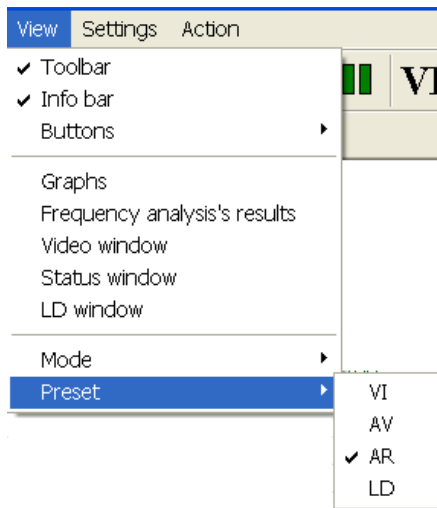 View Settings Action
Toolbar
Info bar
Buttons
Graphs
Frequency analysis's results
Video window
Status window
LD window
Mode
Preset
VI
AV
AR
LD